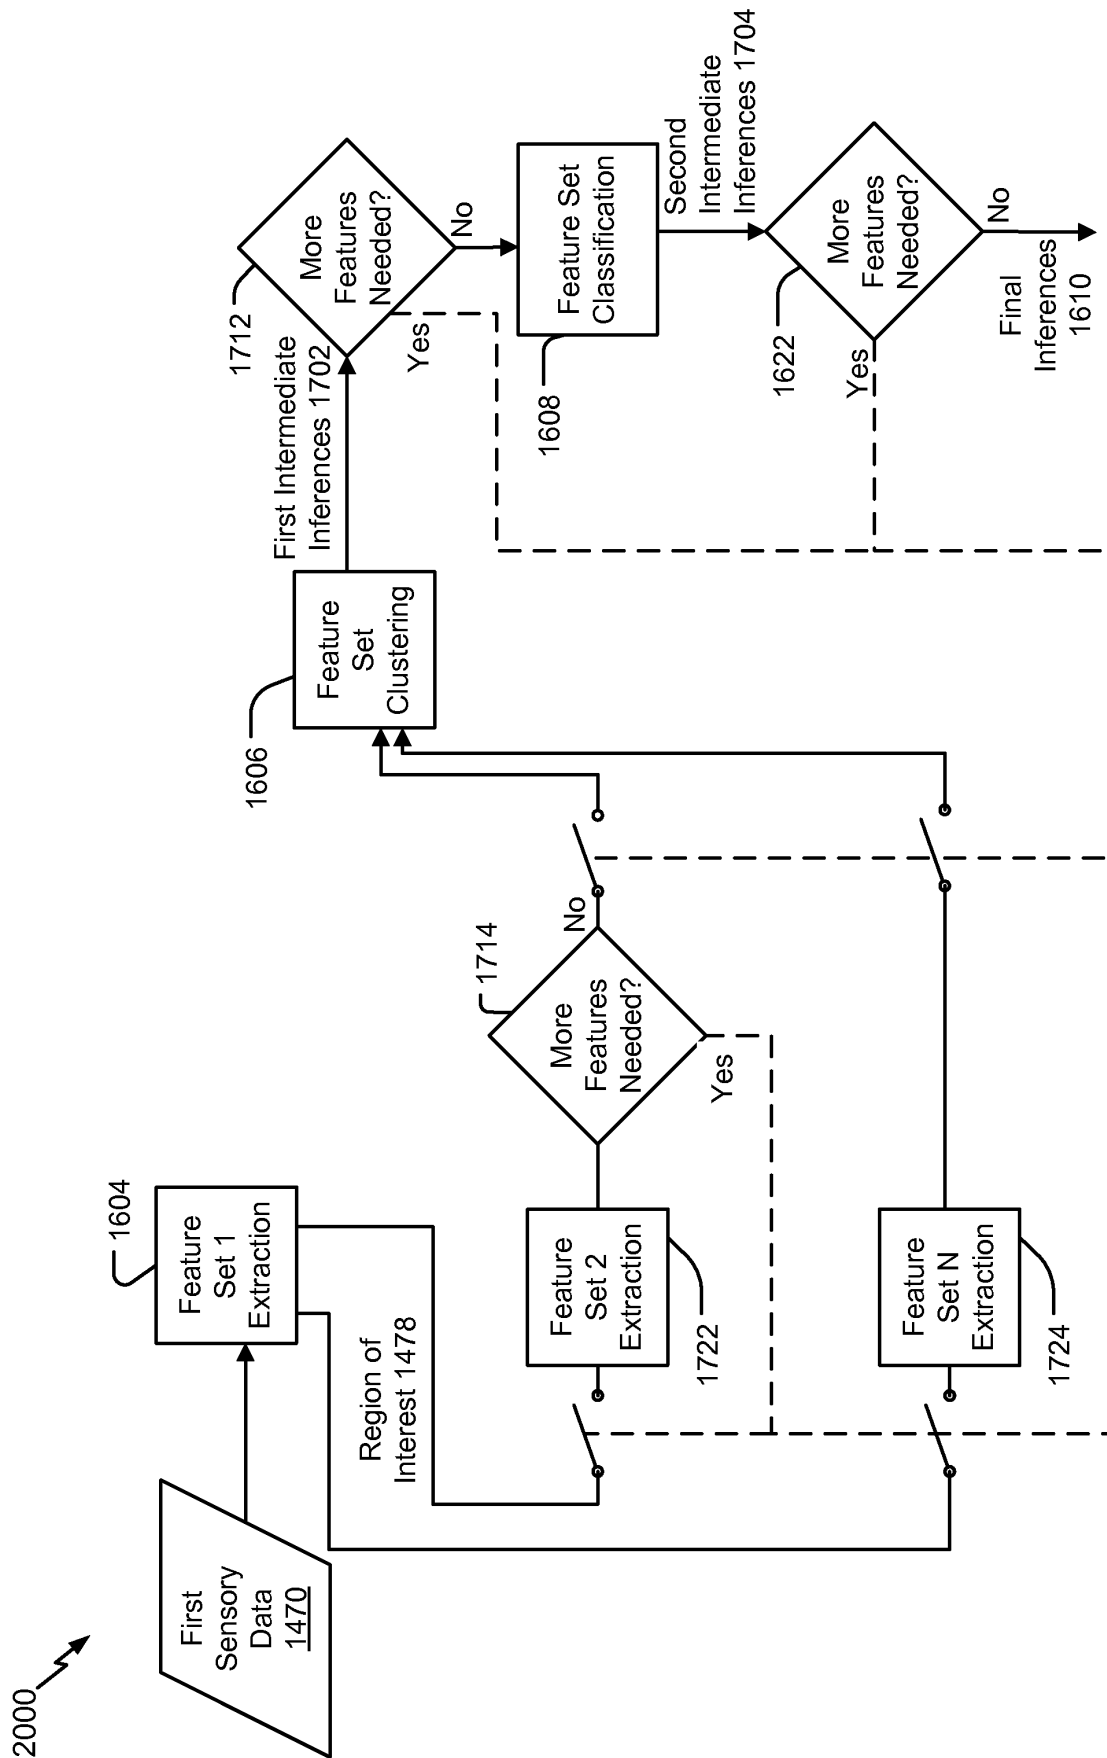 2000
First
Sensory
Data
1470
1604
Feature
Set 1
Extraction
Region of
Interest 1478
Feature
Set 2
Extraction
1722
Feature
Set N
Extraction
1724
1714
More
Features
Needed?
No
Yes
1606
Feature
Set
Clustering
First Intermediate
Inferences 1702
1712
More
Features
Needed?
Yes
No
1608
Feature Set
Classification
Second
Intermediate
Inferences 1704
1622
More
Features
Needed?
Yes
No
Final
Inferences
1610